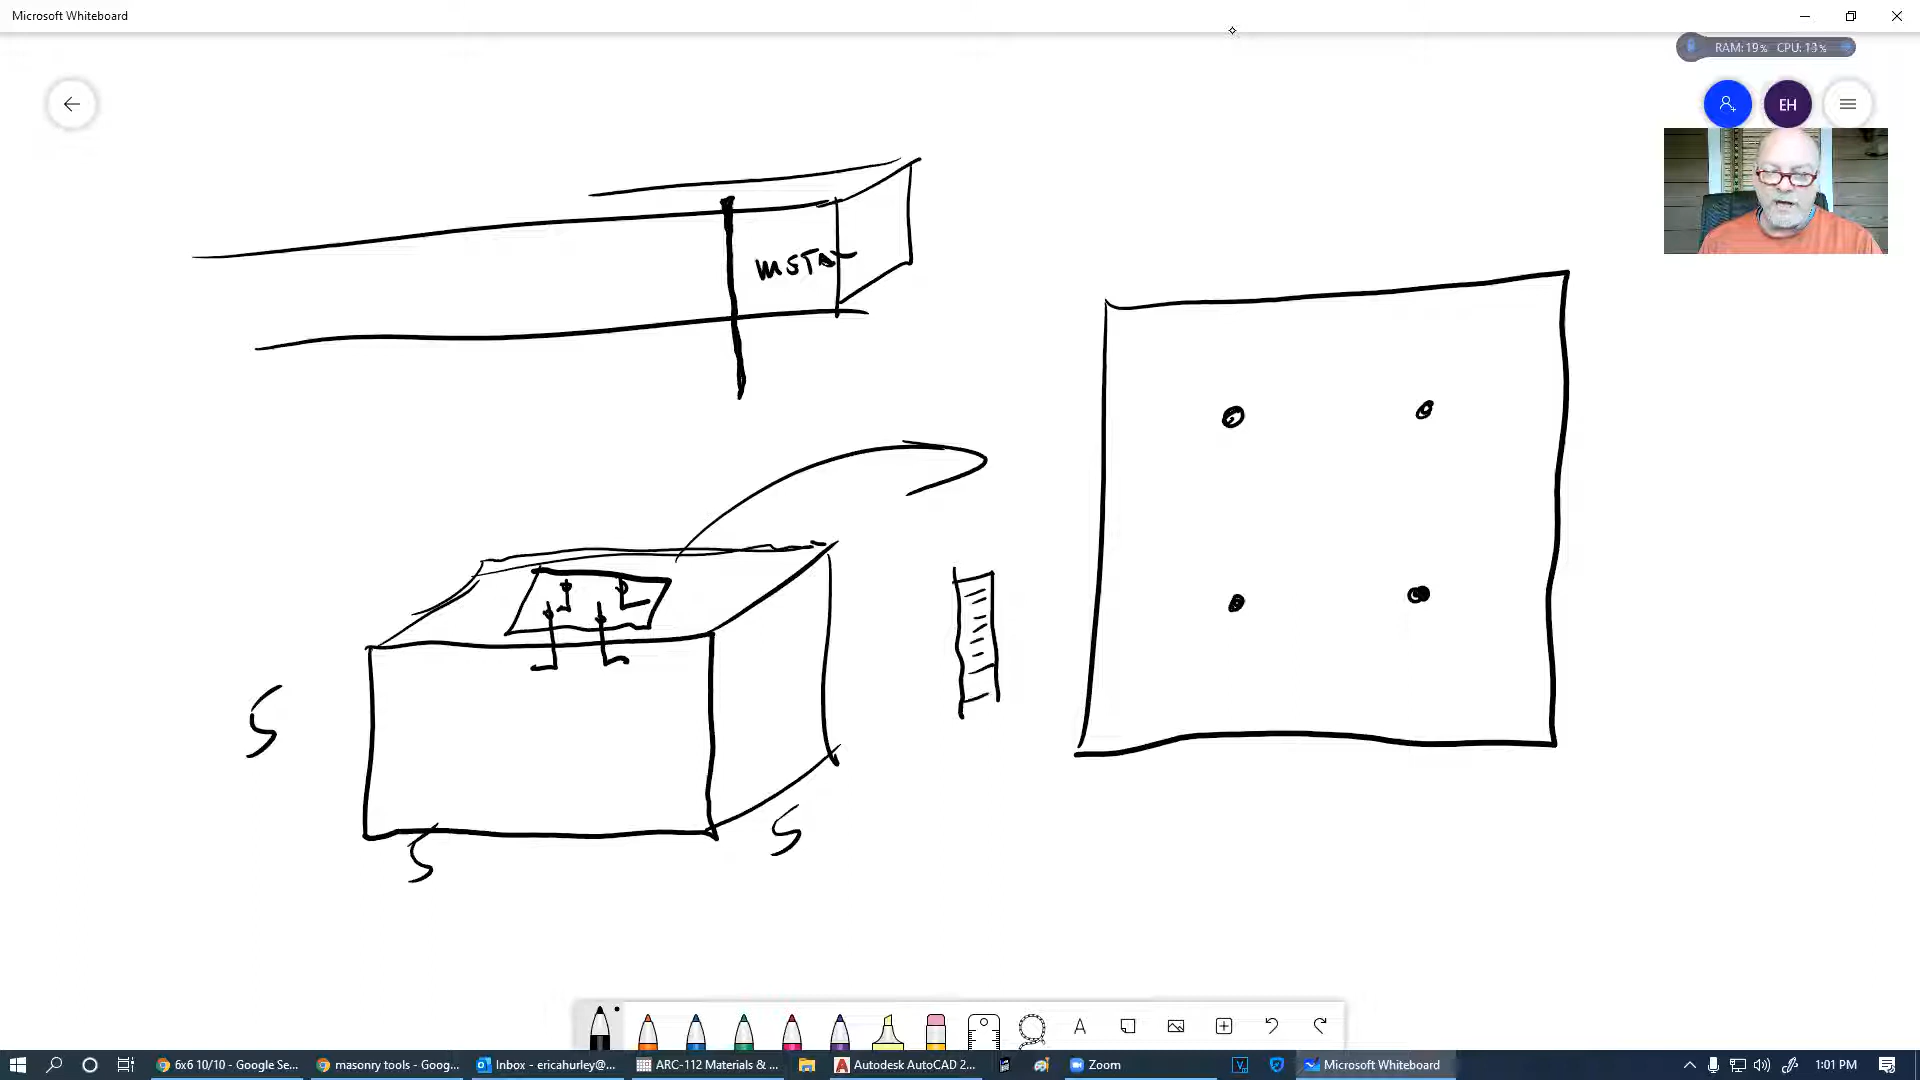 Microsoft Whiteboard
RAM: 19% CPU: 13%
EH
S
S
S
A
6x6 10/10 - Google Se...
masonry tools - Goog...
Inbox - ericahurley@...
ARC-112 Materials & ...
Autodesk AutoCAD 2...
Zoom
Microsoft Whiteboard
1:01 PM